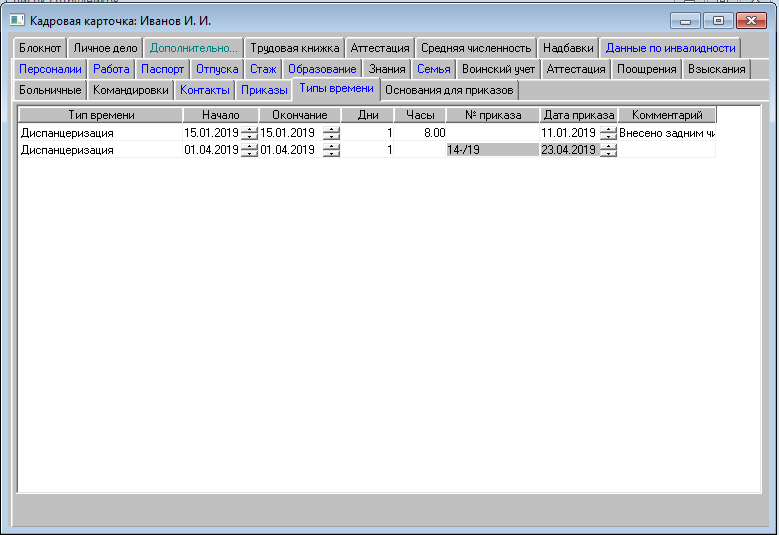 Кадровая карточка: Иванов И. И.
Блокнот Личное дело Дополнительно... Трудовая книжка Аттестация Средняя численность Надбавки Данные по инвалидности
Персоналии Работа Паспорт Отпуска Стаж Образование Знания Семья Воинский учет Аттестация Поощрения Взыскания
Больничные Командировки Контакты Приказы Типы времени Основания для приказов
Тип времени Начало Окончание Дни Часы № приказа Дата приказа Комментарий
Диспанцеризация 15.01.2019 15.01.2019 1 8.00 11.01.2019 Внесено задним чи
Диспанцеризация 01.04.2019 01.04.2019 1 14-/19 23.04.2019